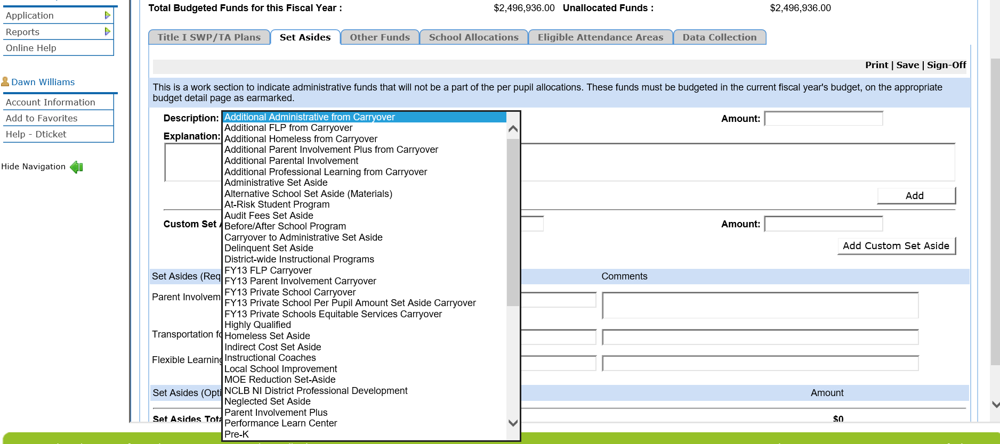 Total Budgeted Funds for this Fiscal Year : $2,496,936.00 Unallocated Funds : $2,496,936.00
Application
Reports
Online Help
Dawn Williams
Account Information
Add to Favorites
Help - Dticket
Hide Navigation
Title I SWP/TA Plans Set Asides Other Funds School Allocations Eligible Attendance Areas Data Collection
Print | Save | Sign-Off
This is a work section to indicate administrative funds that will not be a part of the per pupil allocations. These funds must be budgeted in the current fiscal year's budget, on the appropriate
budget detail page as earmarked.
Description:
Amount:
Explanation:
Additional Administrative from Carryover
Additional FLP from Carryover
Additional Homeless from Carryover
Additional Parent Involvement Plus from Carryover
Additional Parental Involvement
Additional Professional Learning from Carryover
Administrative Set Aside
Alternative School Set Aside (Materials)
At-Risk Student Program
Audit Fees Set Aside
Before/After School Program
Carryover to Administrative Set Aside
Delinquent Set Aside
District-wide Instructional Programs
FY13 FLP Carryover
FY13 Parent Involvement Carryover
FY13 Private School Carryover
FY13 Private School Per Pupil Amount Set Aside Carryover
FY13 Private Schools Equitable Services Carryover
Highly Qualified
Homeless Set Aside
Indirect Cost Set Aside
Instructional Coaches
Local School Improvement
MOE Reduction Set-Aside
NCLB NI District Professional Development
Neglected Set Aside
Parent Involvement Plus
Performance Learn Center
Pre-K
Add
Custom Set
Amount:
Add Custom Set Aside
Set Asides (Req
Comments
Parent Involvem
Transportation fo
Flexible Learning
Set Asides (Opti
Amount
Set Asides Tota
$0